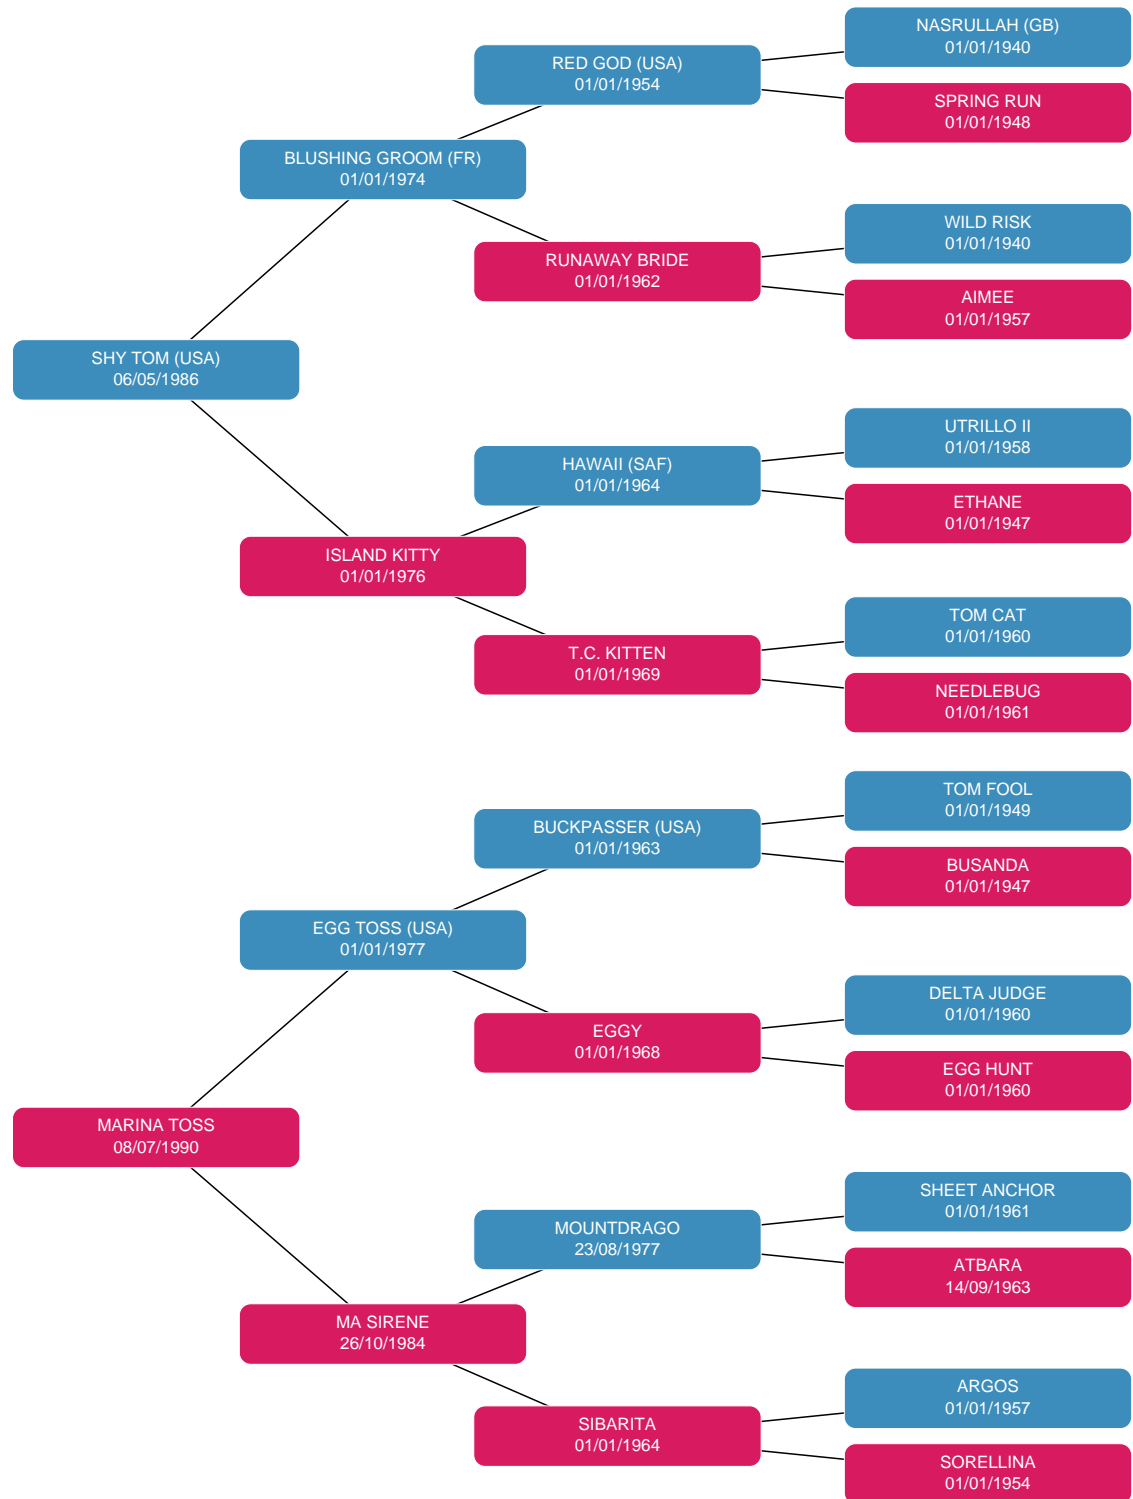 NASRULLAH (GB)
01/01/1940
RED GOD (USA)
01/01/1954
SPRING RUN
01/01/1948
BLUSHING GROOM (FR)
01/01/1974
WILD RISK
01/01/1940
RUNAWAY BRIDE
01/01/1962
AIMEE
01/01/1957
SHY TOM (USA)
06/05/1986
UTRILLO II
01/01/1958
HAWAII (SAF)
01/01/1964
ETHANE
01/01/1947
ISLAND KITTY
01/01/1976
TOM CAT
01/01/1960
T.C. KITTEN
01/01/1969
NEEDLEBUG
01/01/1961
TOM FOOL
01/01/1949
BUCKPASSER (USA)
01/01/1963
BUSANDA
01/01/1947
EGG TOSS (USA)
01/01/1977
DELTA JUDGE
01/01/1960
EGGY
01/01/1968
EGG HUNT
01/01/1960
MARINA TOSS
08/07/1990
SHEET ANCHOR
01/01/1961
MOUNTDRAGO
23/08/1977
ATBARA
14/09/1963
MA SIRENE
26/10/1984
ARGOS
01/01/1957
SIBARITA
01/01/1964
SORELLINA
01/01/1954